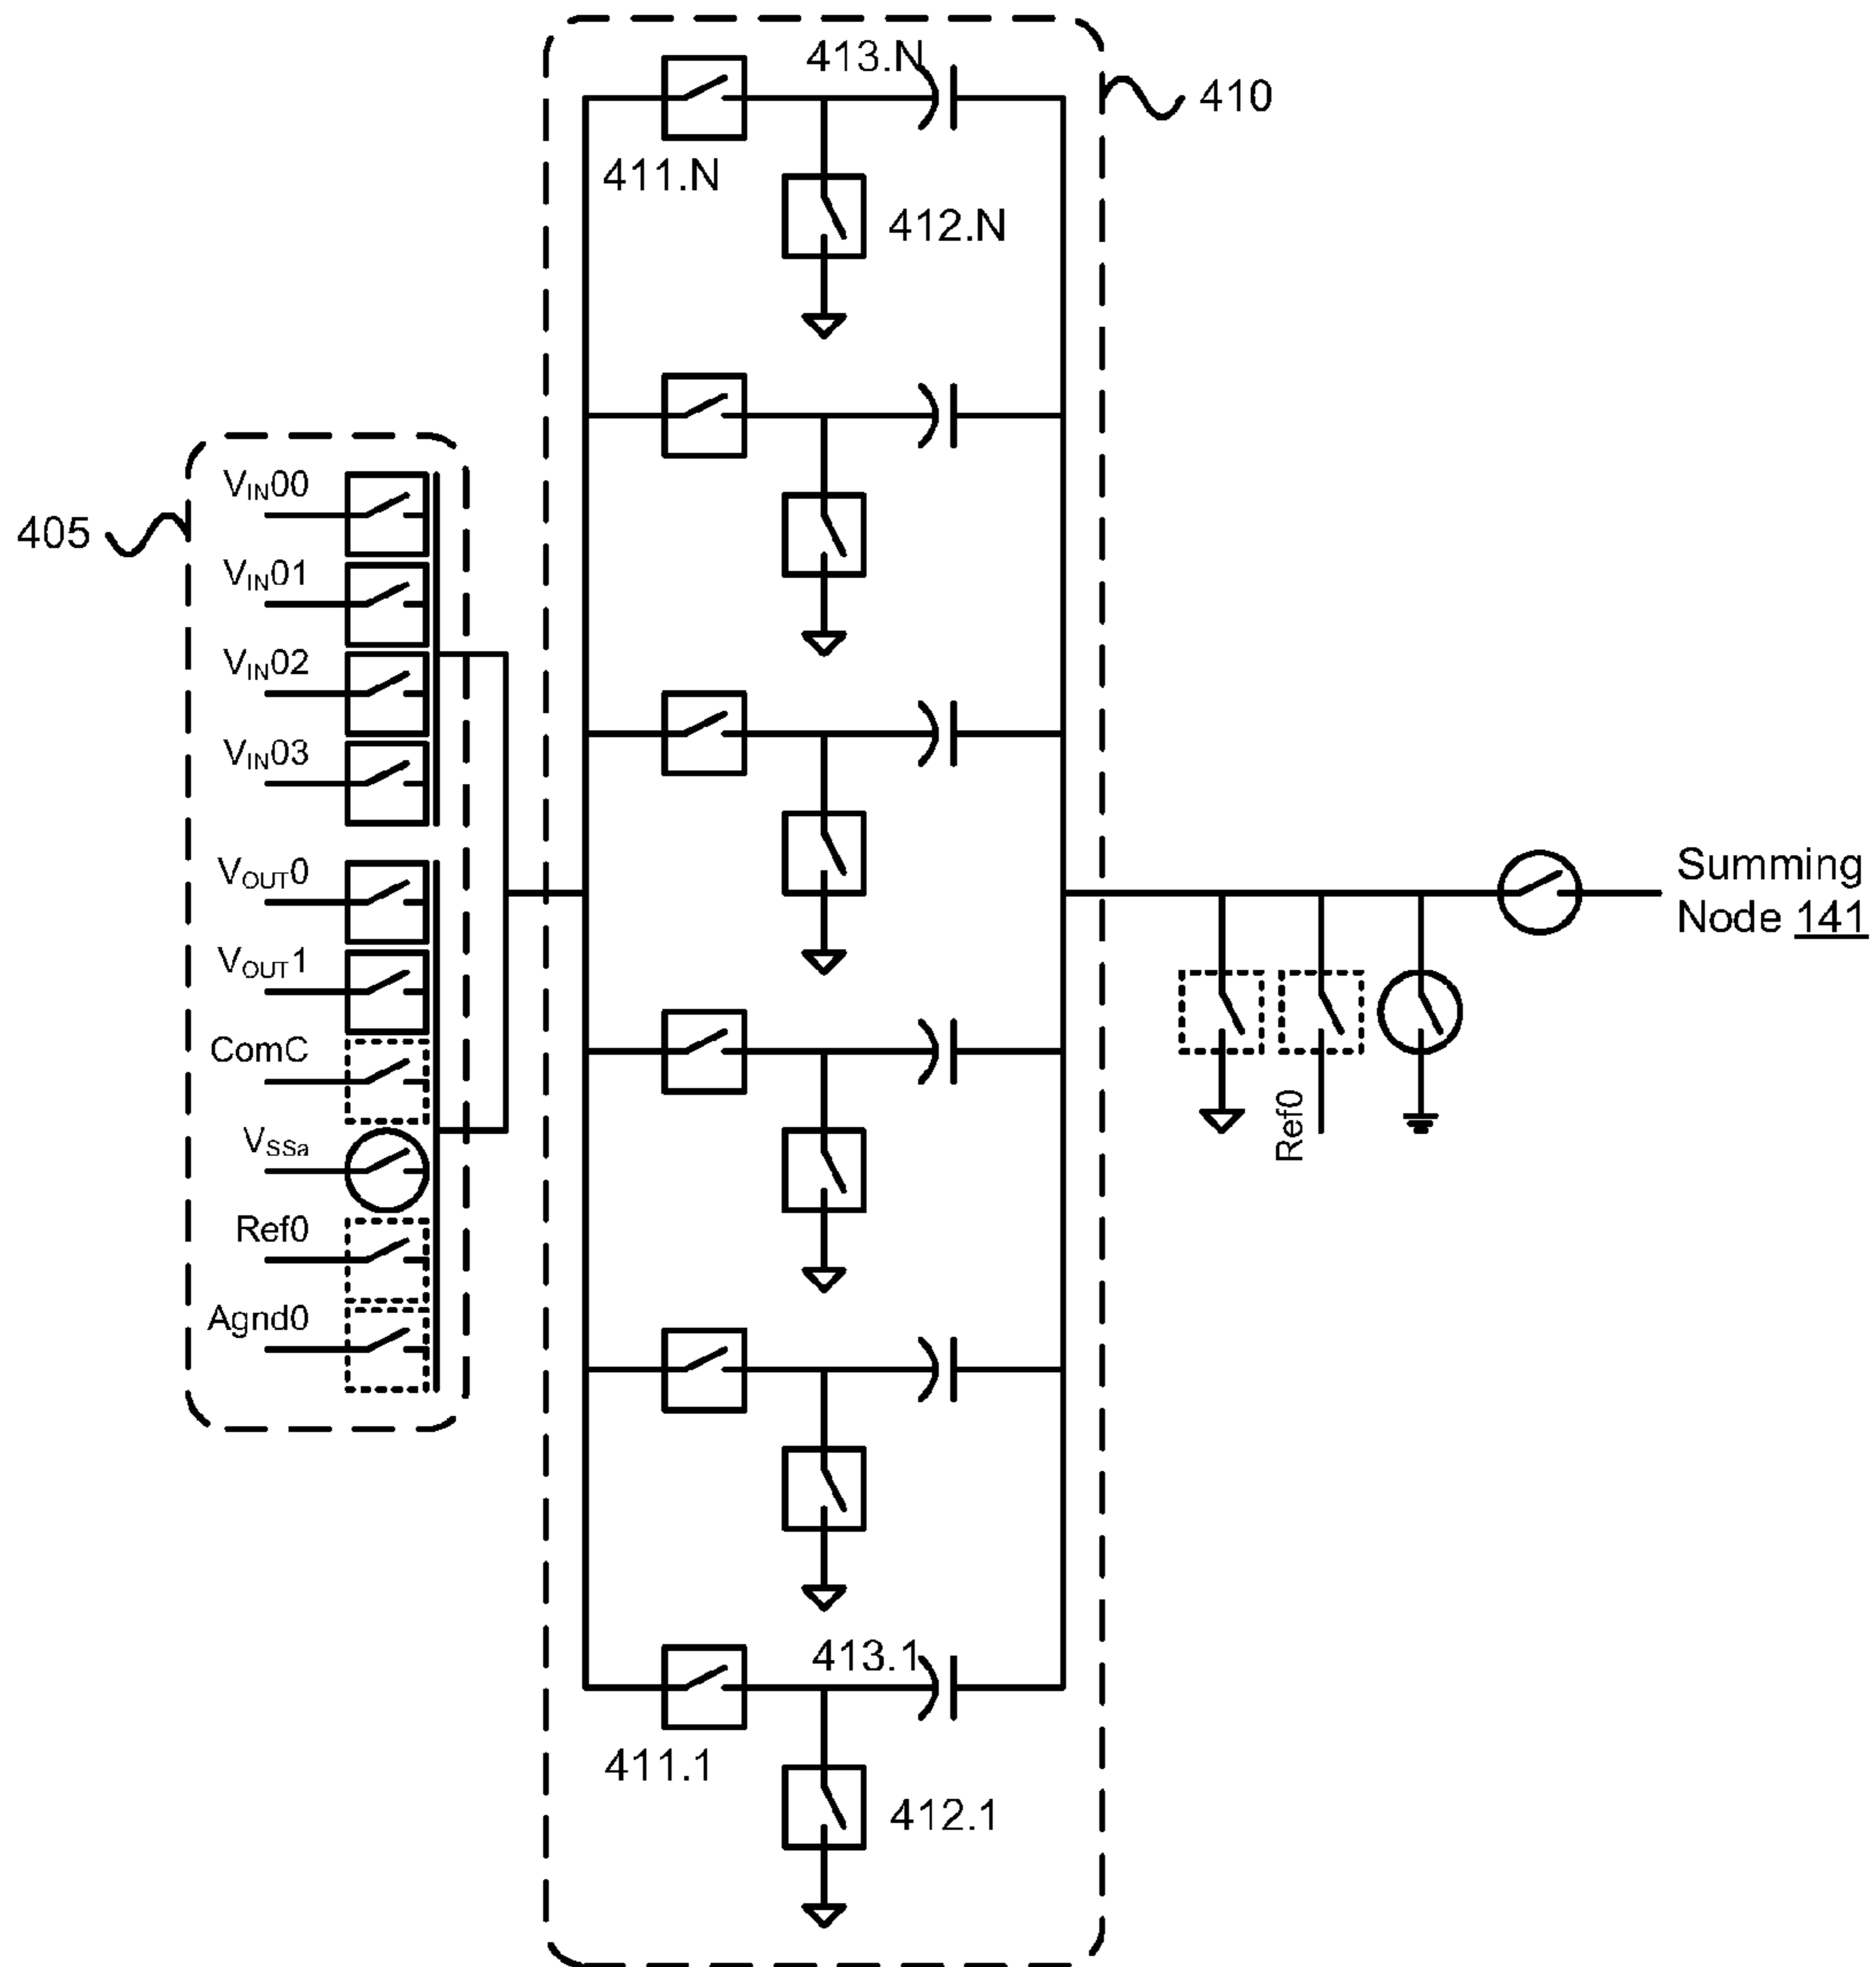 413.N
410
411.N
412.N
405
VIN00
VIN01
VIN02
VIN03
VOUT0
VOUT1
ComC
VSSa
Ref0
Agnd0
Summing
Node 141
Ref0
413.1
411.1
412.1